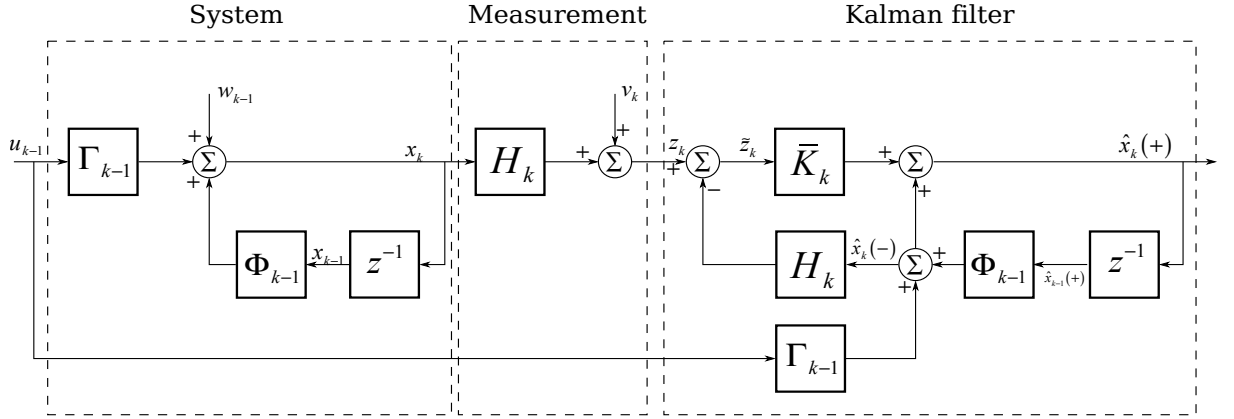 System Measurement Kalman filter
w_{k-1} v_k
u_{k-1} + + x_k + z_k z̃_k + x̂_k(+)
Γ_{k-1} Σ H_k + Σ + Σ K̄_k Σ
+ − +
Φ_{k-1} x_{k-1} z^{-1} H_k x̂_k(−) Σ + Φ_{k-1} x̂_{k-1}(+) z^{-1}
+
Γ_{k-1}